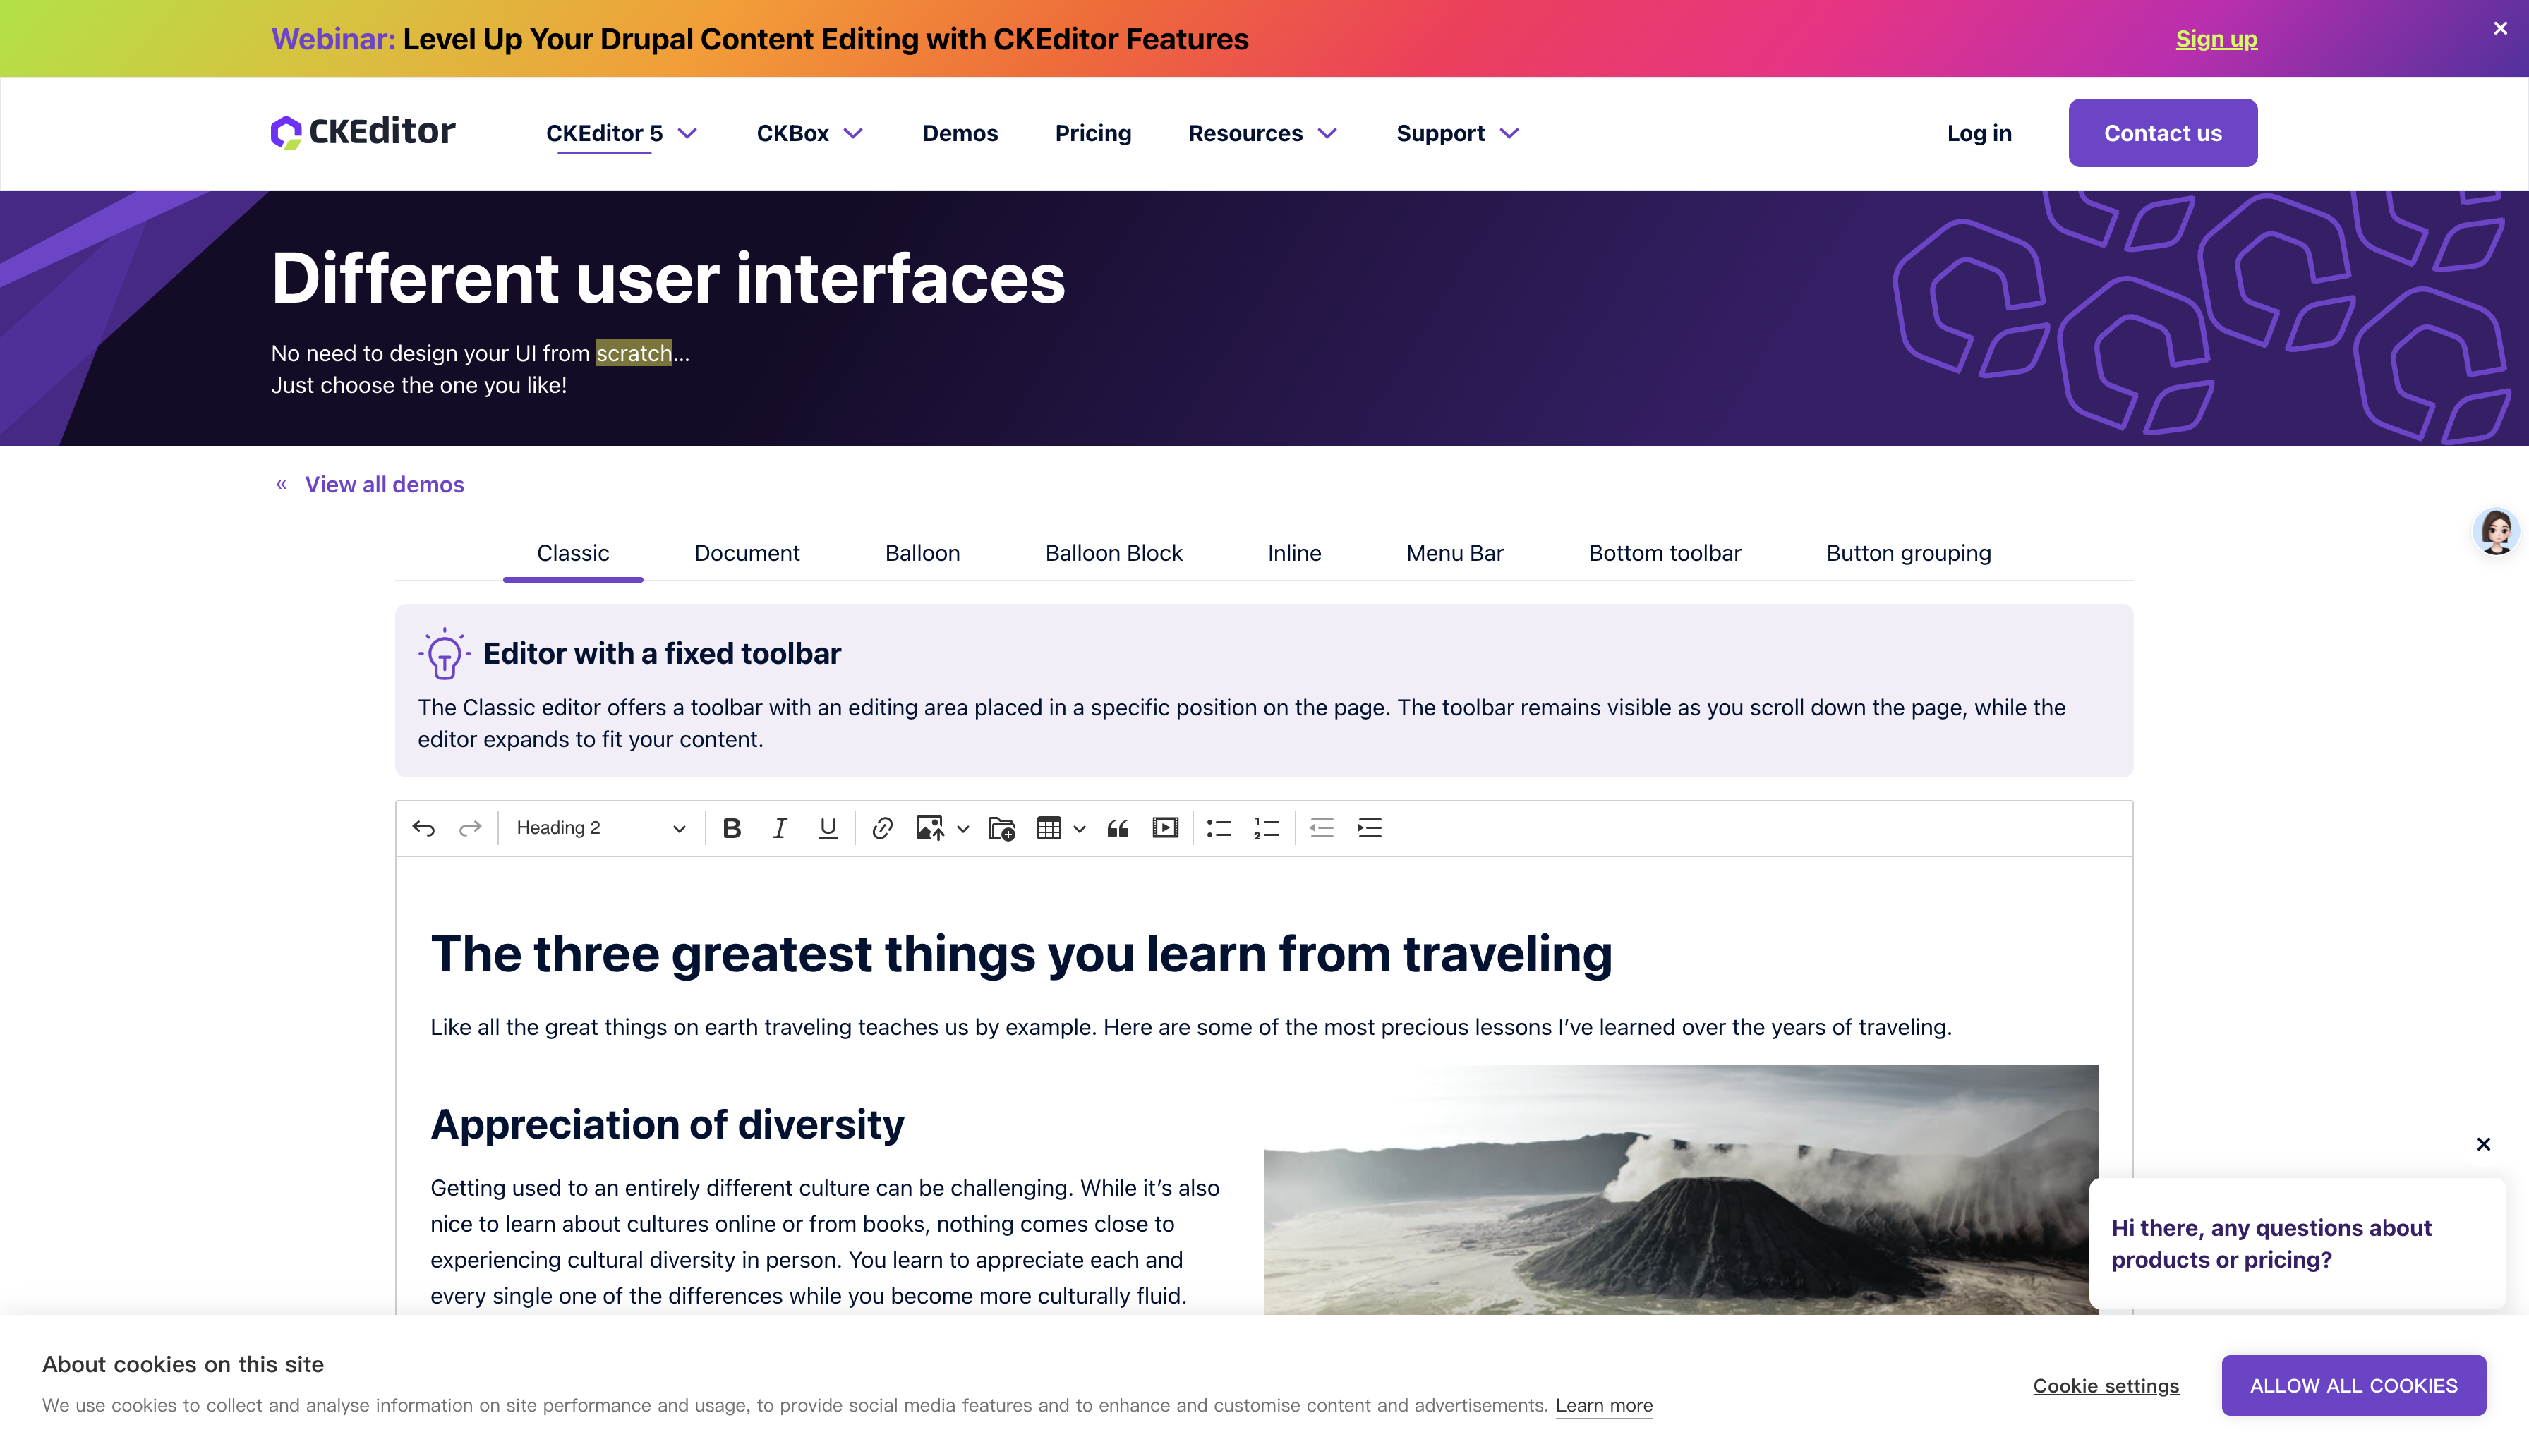 Webinar: Level Up Your Drupal Content Editing with CKEditor Features
Sign up
CKEditor
CKEditor 5
CKBox
Demos
Pricing
Resources
Support
Log in
Contact us
Different user interfaces
No need to design your UI from scratch...
Just choose the one you like!
« View all demos
Classic
Document
Balloon
Balloon Block
Inline
Menu Bar
Bottom toolbar
Button grouping
Editor with a fixed toolbar
The Classic editor offers a toolbar with an editing area placed in a specific position on the page. The toolbar remains visible as you scroll down the page, while the
editor expands to fit your content.
Heading 2
The three greatest things you learn from traveling
Like all the great things on earth traveling teaches us by example. Here are some of the most precious lessons I’ve learned over the years of traveling.
Appreciation of diversity
Getting used to an entirely different culture can be challenging. While it’s also
nice to learn about cultures online or from books, nothing comes close to
experiencing cultural diversity in person. You learn to appreciate each and
every single one of the differences while you become more culturally fluid.
Hi there, any questions about
products or pricing?
About cookies on this site
We use cookies to collect and analyse information on site performance and usage, to provide social media features and to enhance and customise content and advertisements. Learn more
Cookie settings
ALLOW ALL COOKIES